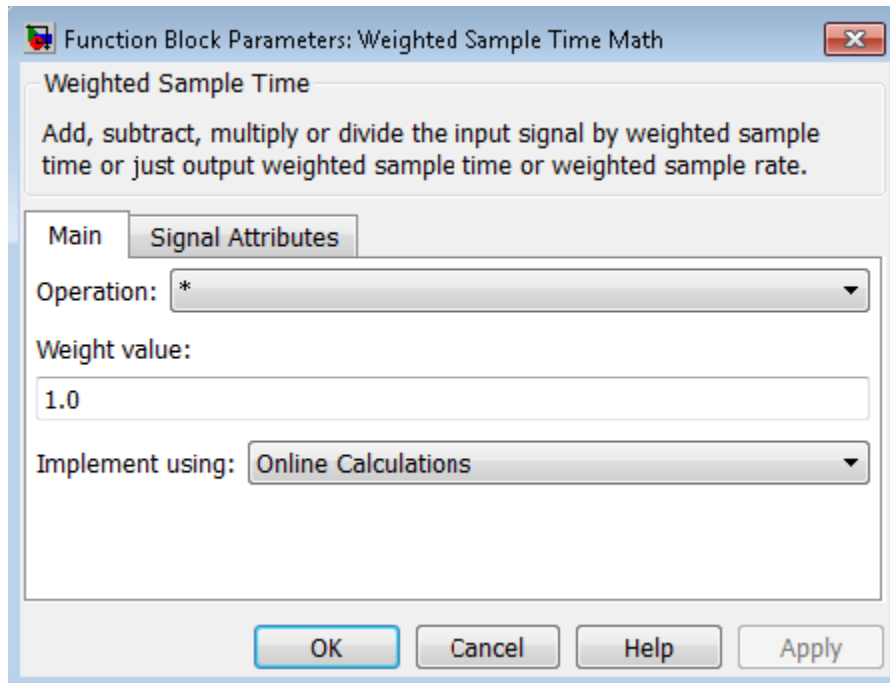 Function Block Parameters: Weighted Sample Time Math
Weighted Sample Time
Add, subtract, multiply or divide the input signal by weighted sample
time or just output weighted sample time or weighted sample rate.
Main
Signal Attributes
Operation: *
Weight value:
1.0
Implement using: Online Calculations
OK Cancel Help Apply